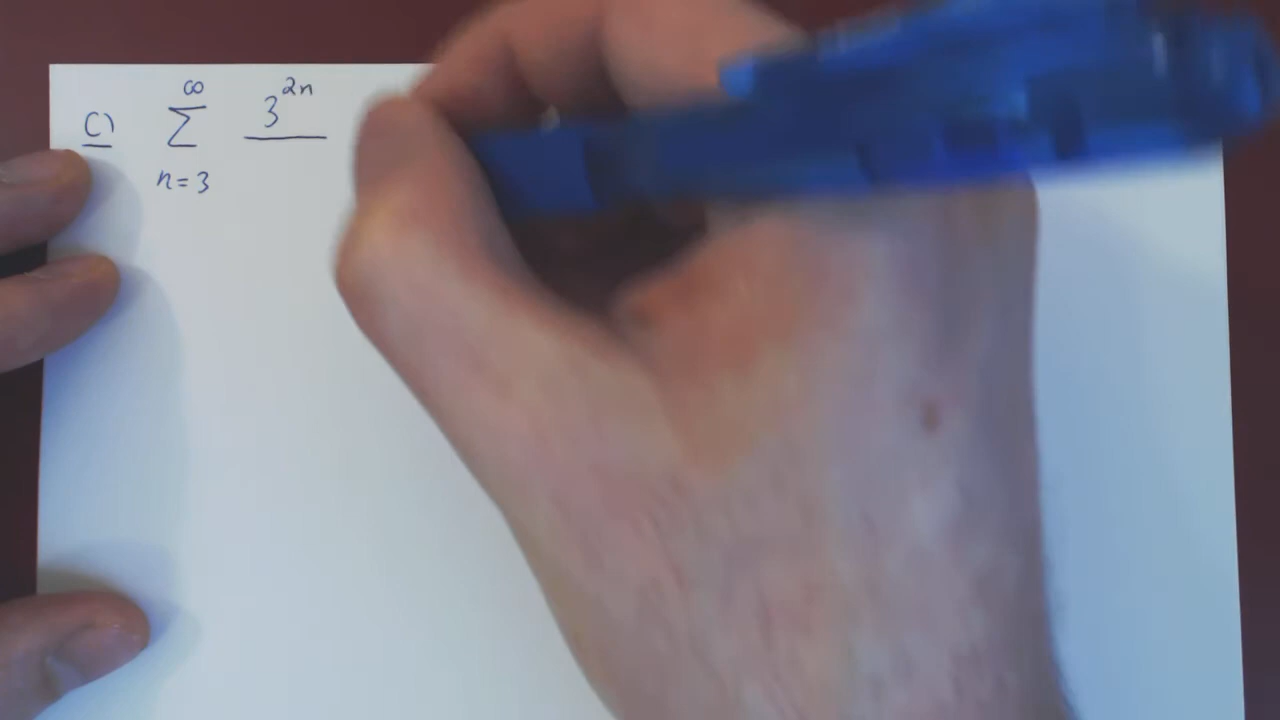 c) ∞ ∑ n=3 3^{2n} /